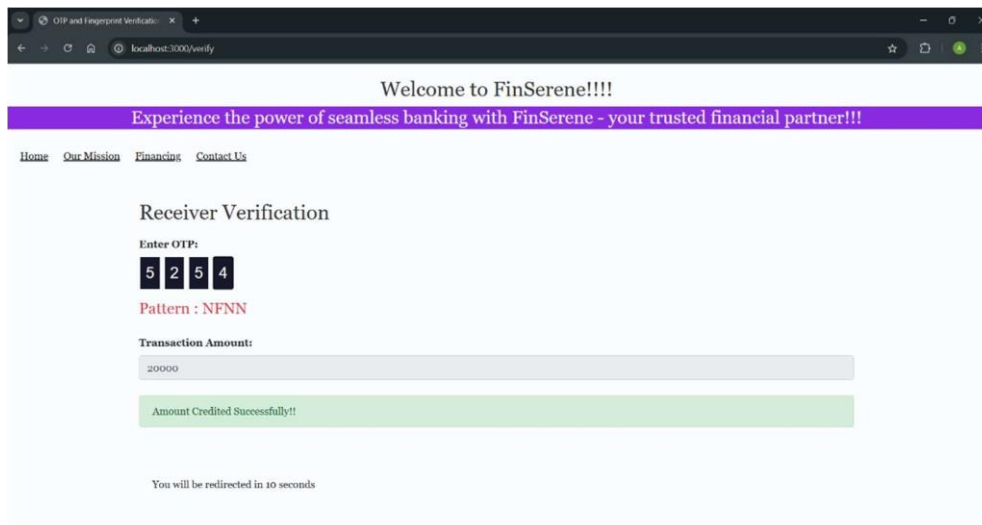 OTP and Fingerprint Verificatio
localhost:3000/verify
A
Welcome to FinSerene!!!!
Experience the power of seamless banking with FinSerene - your trusted financial partner!!!
Home Our Mission Financing Contact Us
Receiver Verification
Enter OTP:
5 2 5 4
Pattern : NFNN
Transaction Amount:
20000
Amount Credited Successfully!!
You will be redirected in 10 seconds